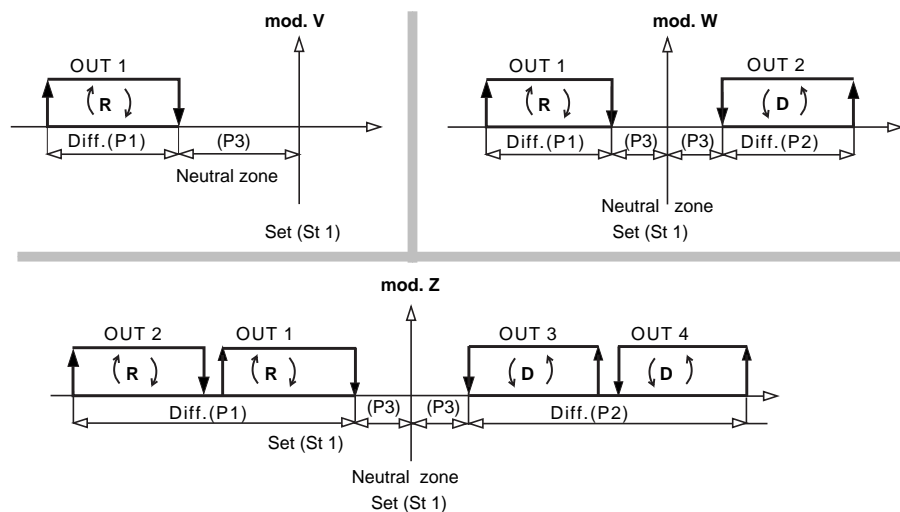 mod. V
OUT 1
R
Diff.(P1)
(P3)
Neutral zone
Set (St 1)
mod. W
OUT 1
OUT 2
R
D
Diff.(P1)
(P3)
(P3)
Diff.(P2)
Neutral zone
Set (St 1)
mod. Z
OUT 2
OUT 1
OUT 3
OUT 4
R
R
D
D
Diff.(P1)
(P3)
(P3)
Diff.(P2)
Set (St 1)
Neutral zone
Set (St 1)